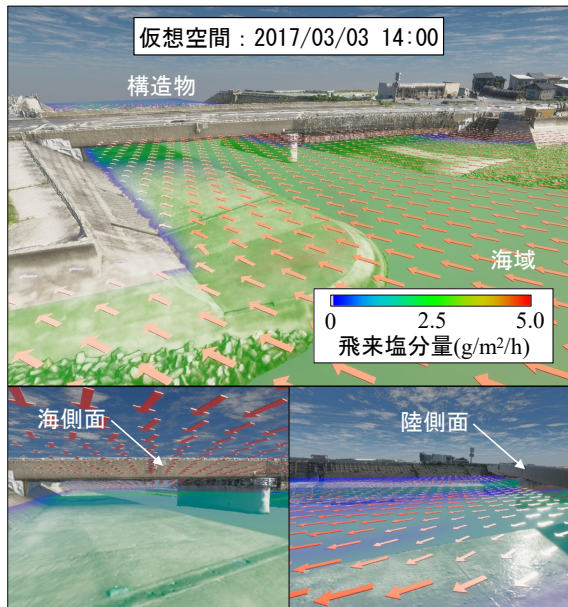 仮想空間：2017/03/03 14:00
構造物
海域
0 2.5 5.0
飛来塩分量(g/m²/h)
海側面
陸側面